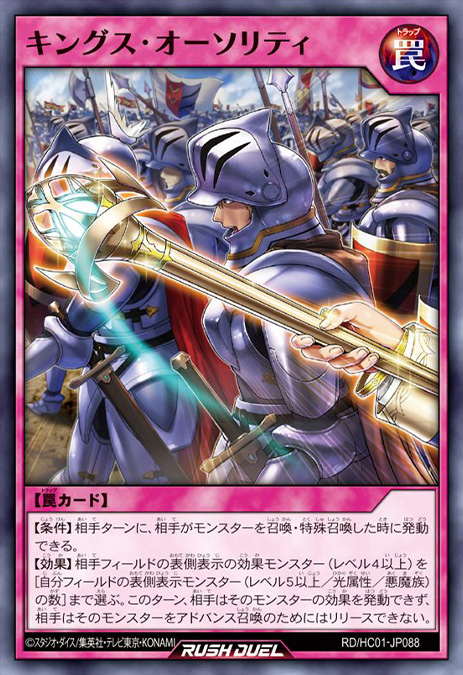 キングス・オーソリティ
トラップ
罠
【罠カード】
【条件】相手ターンに、相手がモンスターを召喚・特殊召喚した時に発動
できる。
【効果】相手フィールドの表側表示の効果モンスター(レベル4以上)を
[自分フィールドの表側表示モンスター(レベル5以上/光属性/悪魔族)
の数]まで選ぶ。このターン、相手はそのモンスターの効果を発動できず、
相手はそのモンスターをアドバンス召喚のためにはリリースできない。
©スタジオ・ダイス/集英社・テレビ東京・KONAMI
RUSH DUEL
RD/HC01-JP088